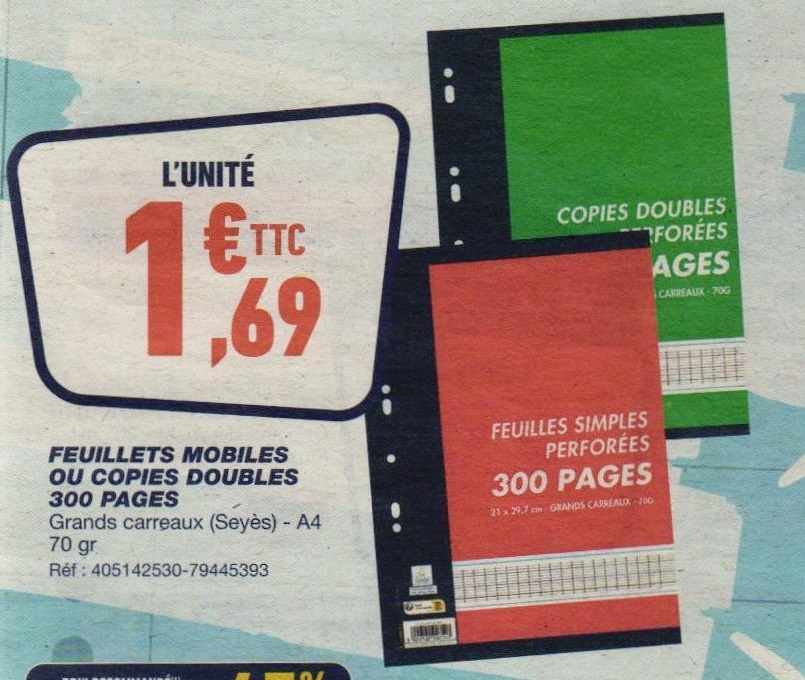 L'UNITÉ
1€TTC
,69
FEUILLETS MOBILES
OU COPIES DOUBLES
300 PAGES
Grands carreaux (Seyès) - A4
70 gr
Réf : 405142530-79445393
COPIES DOUBLES
AGES
CARREAUX - 70G
FEUILLES SIMPLES
PERFORÉES
300 PAGES
21 x 29,7 cm - GRANDS CARREAUX - 70G